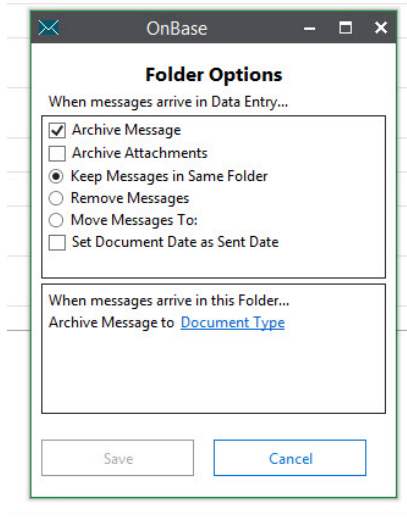 OnBase
Folder Options
When messages arrive in Data Entry...
Archive Message
Archive Attachments
Keep Messages in Same Folder
Remove Messages
Move Messages To:
Set Document Date as Sent Date
When messages arrive in this Folder...
Archive Message to Document Type
Save Cancel